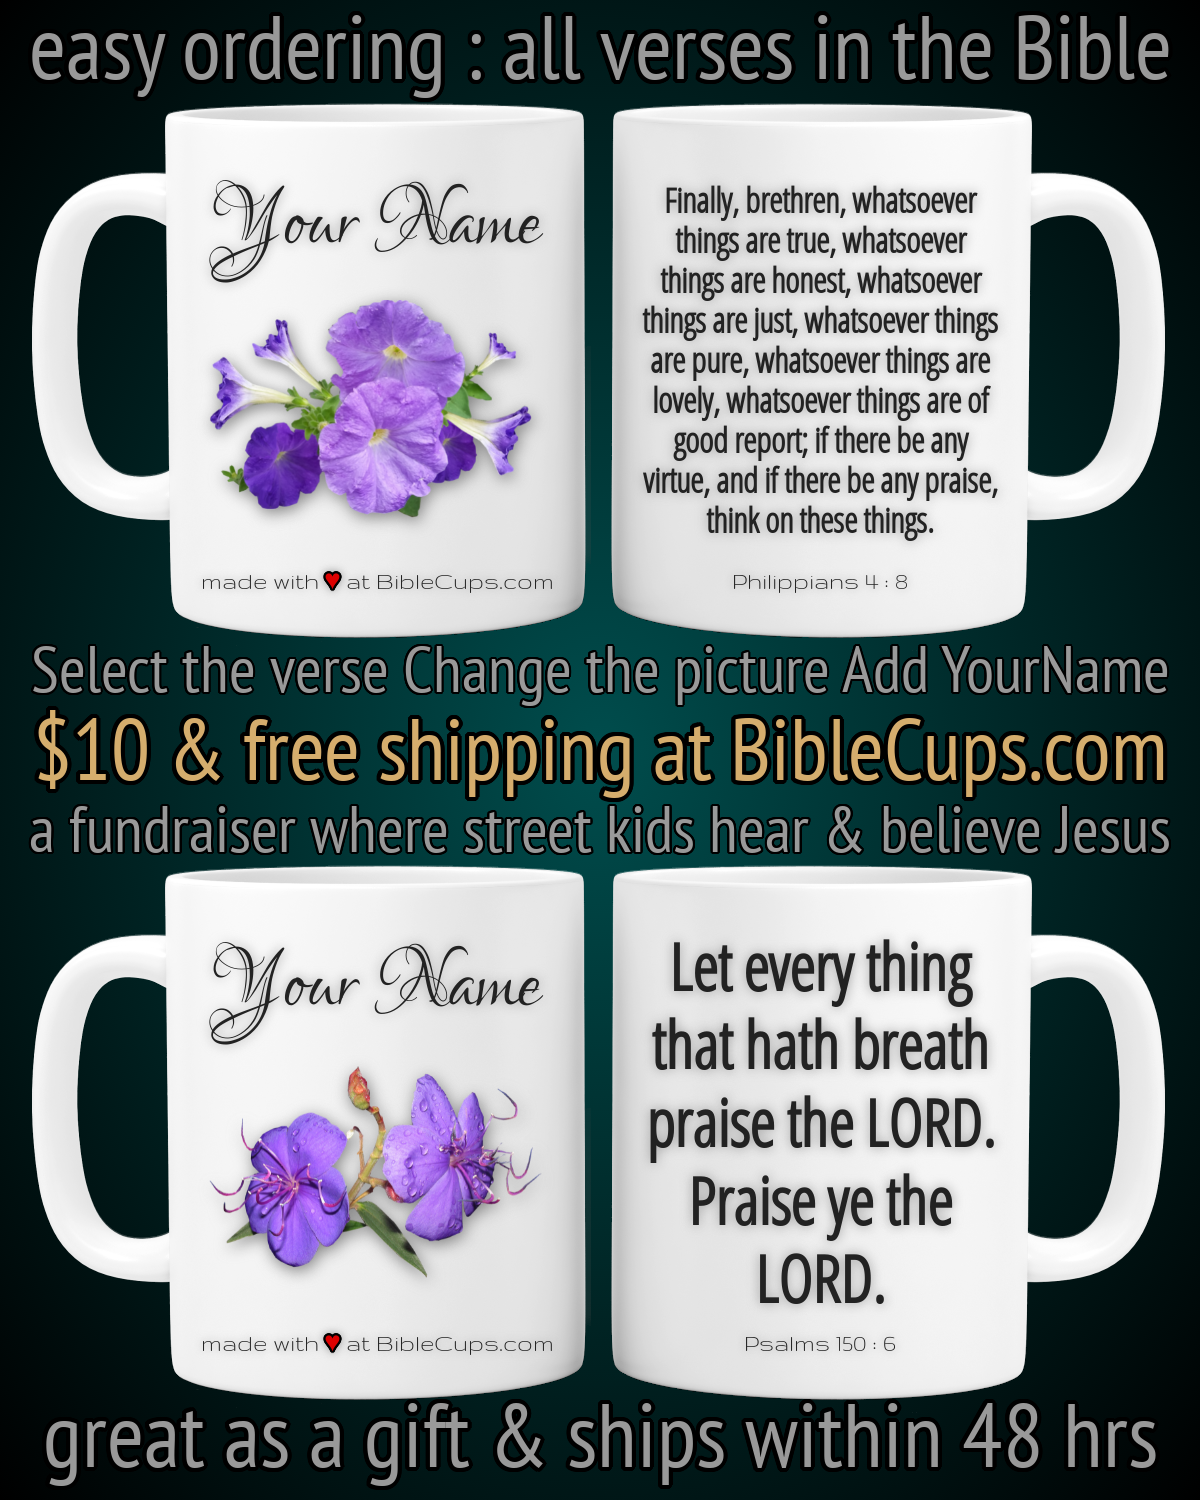 easy ordering : all verses in the Bible
Your Name
made with ♥ at BibleCups.com
Finally, brethren, whatsoever
things are true, whatsoever
things are honest, whatsoever
things are just, whatsoever things
are pure, whatsoever things are
lovely, whatsoever things are of
good report; if there be any
virtue, and if there be any praise,
think on these things.
Philippians 4 : 8
Select the verse Change the picture Add YourName
$10 & free shipping at BibleCups.com
a fundraiser where street kids hear & believe Jesus
Your Name
made with ♥ at BibleCups.com
Let every thing
that hath breath
praise the LORD.
Praise ye the
LORD.
Psalms 150 : 6
great as a gift & ships within 48 hrs